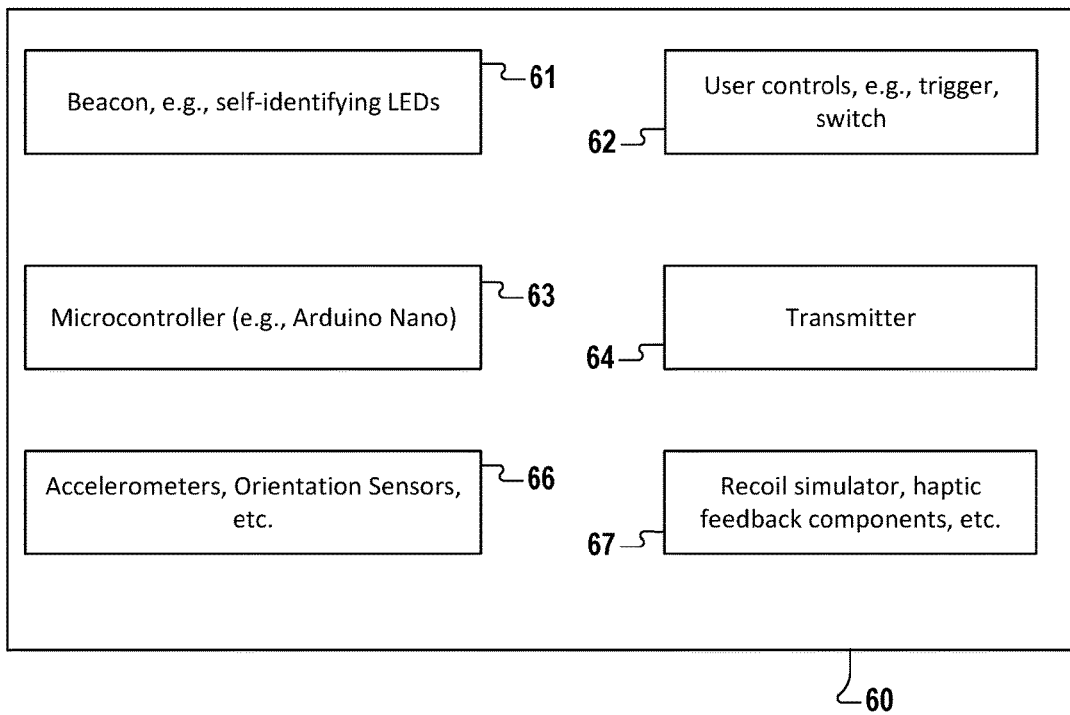 Beacon, e.g., self-identifying LEDs
61
User controls, e.g., trigger,
switch
62
Microcontroller (e.g., Arduino Nano)
63
Transmitter
64
Accelerometers, Orientation Sensors,
etc.
66
Recoil simulator, haptic
feedback components, etc.
67
60